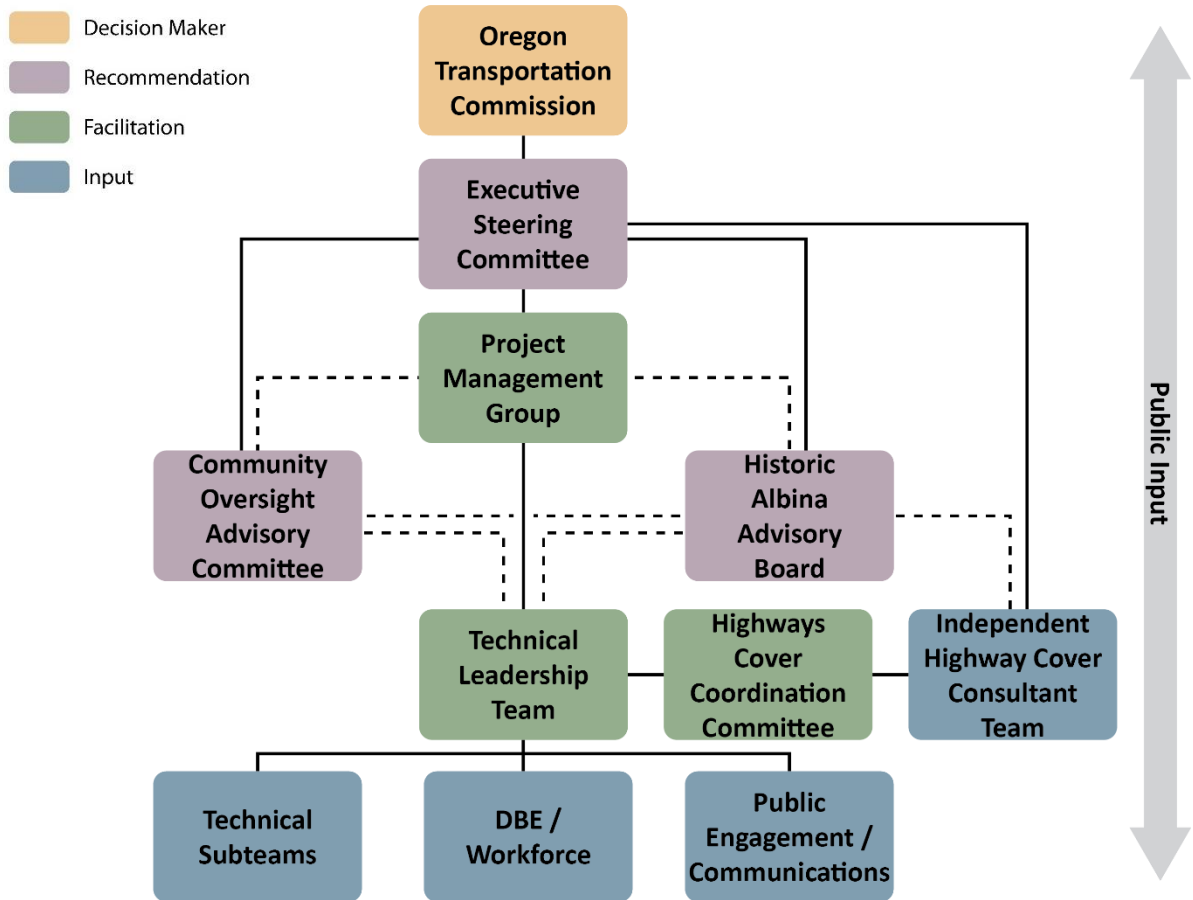 Decision Maker
Recommendation
Facilitation
Input
Oregon
Transportation
Commission
Executive
Steering
Committee
Project
Management
Group
Community
Oversight
Advisory
Committee
Historic
Albina
Advisory
Board
Technical
Leadership
Team
Highways
Cover
Coordination
Committee
Independent
Highway Cover
Consultant
Team
Technical
Subteams
DBE /
Workforce
Public
Engagement /
Communications
Public Input